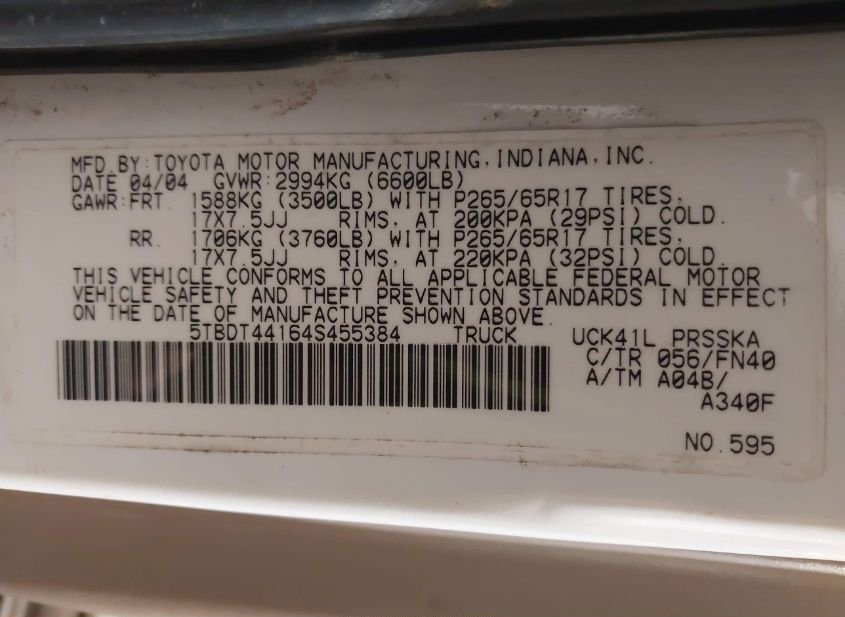 MFD.BY:TOYOTA MOTOR MANUFACTURING, INDIANA, INC.
DATE 04/04 GVWR:2994KG (6600LB)
GAWR:FRT. 1588KG (3500LB) WITH P265/65R17 TIRES,
17X7.5JJ RIMS, AT 200KPA (29PSI) COLD.
RR. 1706KG (3760LB) WITH P265/65R17 TIRES,
17X7.5JJ RIMS, AT 220KPA (32PSI) COLD.
THIS VEHICLE CONFORMS TO ALL APPLICABLE FEDERAL MOTOR
VEHICLE SAFETY AND THEFT PREVENTION STANDARDS IN EFFECT
ON THE DATE OF MANUFACTURE SHOWN ABOVE.
5TBDT44164S455384 TRUCK UCK41L PRSSKA
C/TR 056/FN40
A/TM A04B/
A340F
NO.595